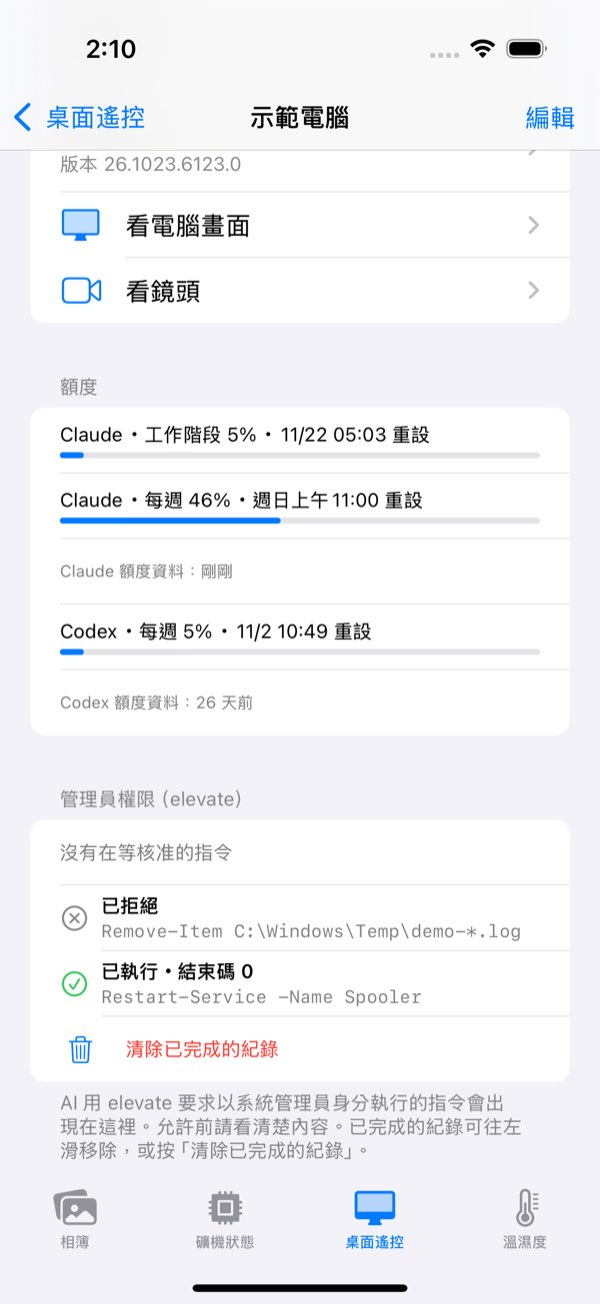 2:10
桌面遙控
示範電腦
編輯
版本 26.1023.6123.0
看電腦畫面
看鏡頭
額度
Claude・工作階段 5%・11/22 05:03 重設
Claude・每週 46%・週日上午11:00 重設
Claude 額度資料：剛剛
Codex・每週 5%・11/2 10:49 重設
Codex 額度資料：26 天前
管理員權限（elevate）
沒有在等核准的指令
已拒絕
Remove-Item C:\Windows\Temp\demo-*.log
已執行・結束碼 0
Restart-Service -Name Spooler
清除已完成的紀錄
AI 用 elevate 要求以系統管理員身分執行的指令會出
現在這裡。允許前請看清楚內容。已完成的紀錄可往左
滑移除，或按「清除已完成的紀錄」。
相簿
礦機狀態
桌面遙控
溫濕度